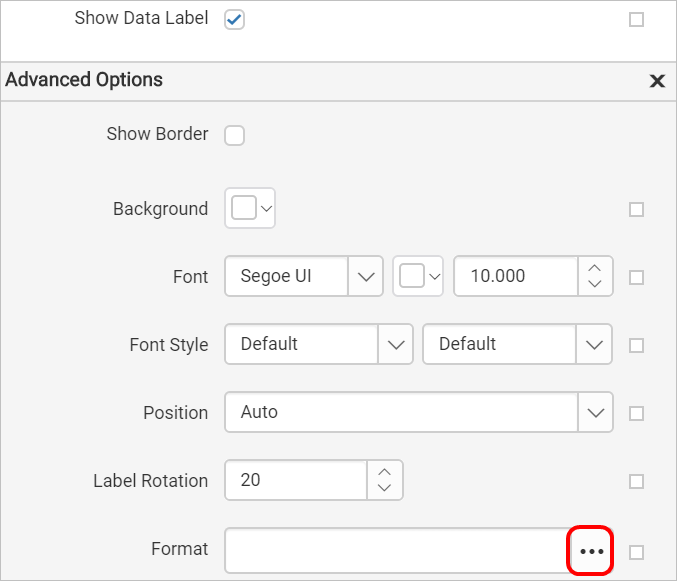 Show Data Label
Advanced Options
Show Border
Background
Font Segoe UI 10.000
Font Style Default Default
Position Auto
Label Rotation 20
Format